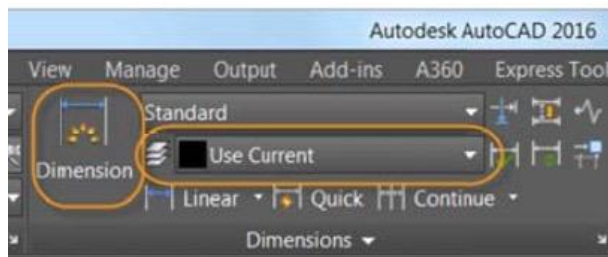 Autodesk AutoCAD 2016
View Manage Output Add-ins A360 Express Tool
Standard
Use Current
Dimension
Linear Quick Continue
Dimensions